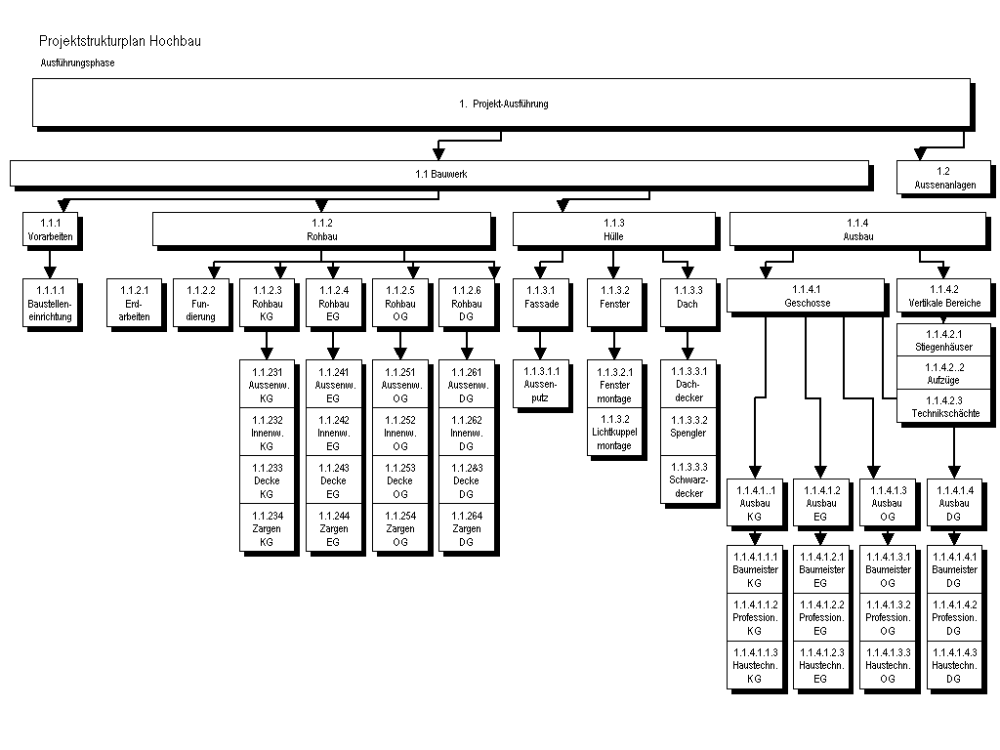 Projektstrukturplan Hochbau
Ausführungsphase
1. Projekt-Ausführung
1.1 Bauwerk
1.2
Aussenanlagen
1.1.1
Vorarbeiten
1.1.2
Rohbau
1.1.3
Hülle
1.1.4
Ausbau
1.1.1.1
Baustellen-
einrichtung
1.1.2.1
Erd-
arbeiten
1.1.2.2
Fun-
dierung
1.1.2.3
Rohbau
KG
1.1.2.4
Rohbau
EG
1.1.2.5
Rohbau
OG
1.1.2.6
Rohbau
DG
1.1.3.1
Fassade
1.1.3.2
Fenster
1.1.3.3
Dach
1.1.4.1
Geschosse
1.1.4.2
Vertikale Bereiche
1.1.4.2.1
Stiegenhäuser
1.1.4.2..2
Aufzüge
1.1.4.2.3
Technikschächte
1.1.231
Aussenw.
KG
1.1.232
Innenw.
KG
1.1.233
Decke
KG
1.1.234
Zargen
KG
1.1.241
Aussenw.
EG
1.1.242
Innenw.
EG
1.1.243
Decke
EG
1.1.244
Zargen
EG
1.1.251
Aussenw.
OG
1.1.252
Innenw.
OG
1.1.253
Decke
OG
1.1.254
Zargen
OG
1.1.261
Aussenw.
DG
1.1.262
Innenw.
DG
1.1.2&3
Decke
DG
1.1.264
Zargen
DG
1.1.3.1.1
Aussen-
putz
1.1.3.2.1
Fenster
montage
1.1.3.2
Lichtkuppel
montage
1.1.3.3.1
Dach-
decker
1.1.3.3.2
Spengler
1.1.3.3.3
Schwarz-
decker
1.1.4.1..1
Ausbau
KG
1.1.4.1.2
Ausbau
EG
1.1.4.1.3
Ausbau
OG
1.1.4.1.4
Ausbau
DG
1.1.4.1.1.1
Baumeister
KG
1.1.4.1.1.2
Profession.
KG
1.1.4.1.1.3
Haustechn.
KG
1.1.4.1.2.1
Baumeister
EG
1.1.4.1.2.2
Profession.
EG
1.1.4.1.2.3
Haustechn.
EG
1.1.4.1.3.1
Baumeister
OG
1.1.4.1.3.2
Profession.
OG
1.1.4.1.3.3
Haustechn.
OG
1.1.4.1.4.1
Baumeister
DG
1.1.4.1.4.2
Profession.
DG
1.1.4.1.4.3
Haustechn.
DG